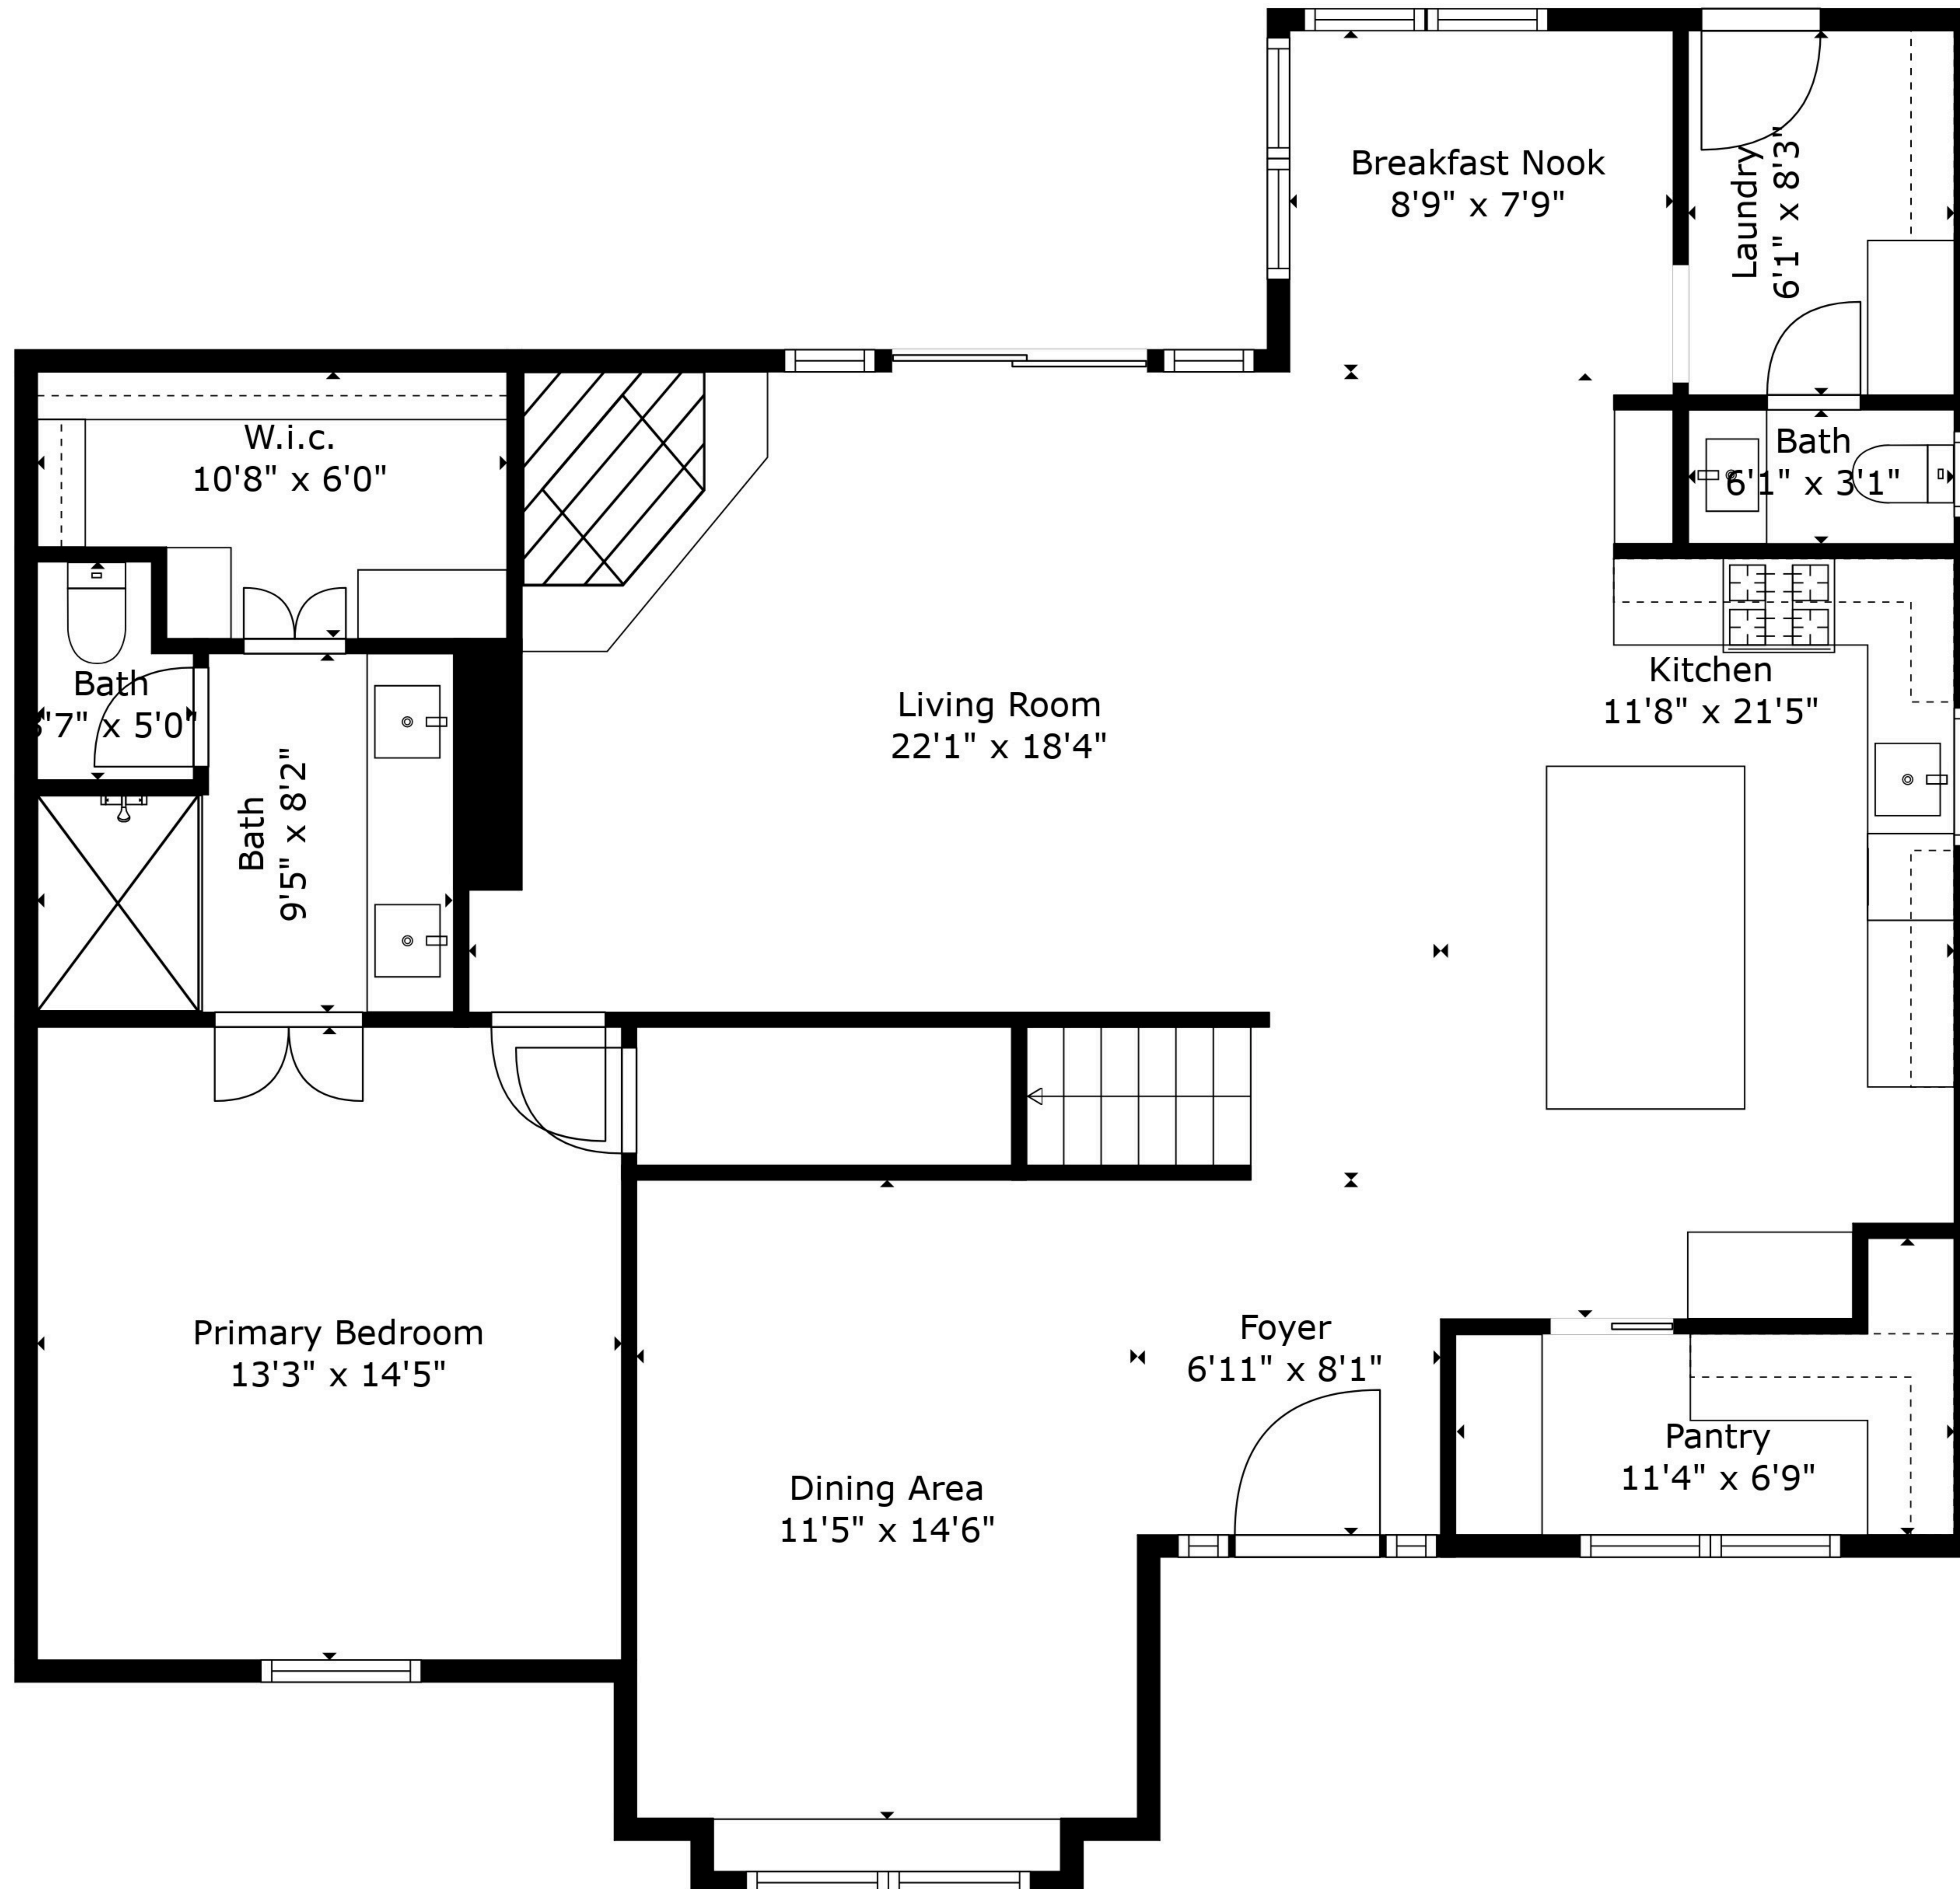 Breakfast Nook
8'9" x 7'9"
Laundry
6'1" x 8'3"
W.i.c.
10'8" x 6'0"
Bath
6'1" x 3'1"
Bath
'7" x 5'0"
Living Room
22'1" x 18'4"
Kitchen
11'8" x 21'5"
Bath
9'5" x 8'2"
Primary Bedroom
13'3" x 14'5"
Foyer
6'11" x 8'1"
Dining Area
11'5" x 14'6"
Pantry
11'4" x 6'9"